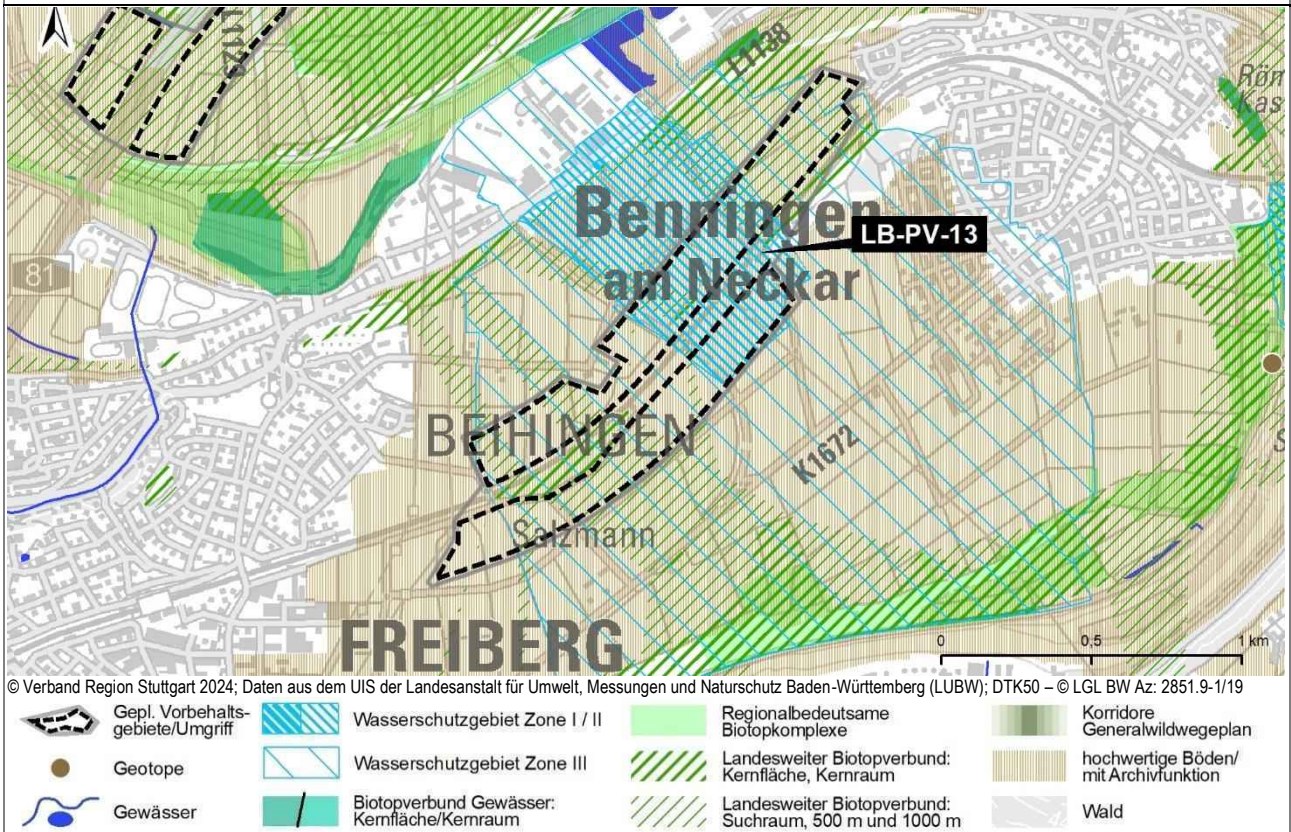 L1129
L1138
Röm
Kas
81
Benningen
am Neckar
LB-PV-13
BEIHINGEN
K1672
Salzmann
FREIBERG
0 0,5 1 km
© Verband Region Stuttgart 2024; Daten aus dem UIS der Landesanstalt für Umwelt, Messungen und Naturschutz Baden-Württemberg (LUBW); DTK50 – © LGL BW Az: 2851.9-1/19
Gepl. Vorbehalts-
gebiete/Umgriff
Geotope
Gewässer
Wasserschutzgebiet Zone I / II
Wasserschutzgebiet Zone III
Biotopverbund Gewässer:
Kernfläche/Kernraum
Regionalbedeutsame
Biotopkomplexe
Landesweiter Biotopverbund:
Kernfläche, Kernraum
Landesweiter Biotopverbund:
Suchraum, 500 m und 1000 m
Korridore
Generalwildwegeplan
hochwertige Böden/
mit Archivfunktion
Wald